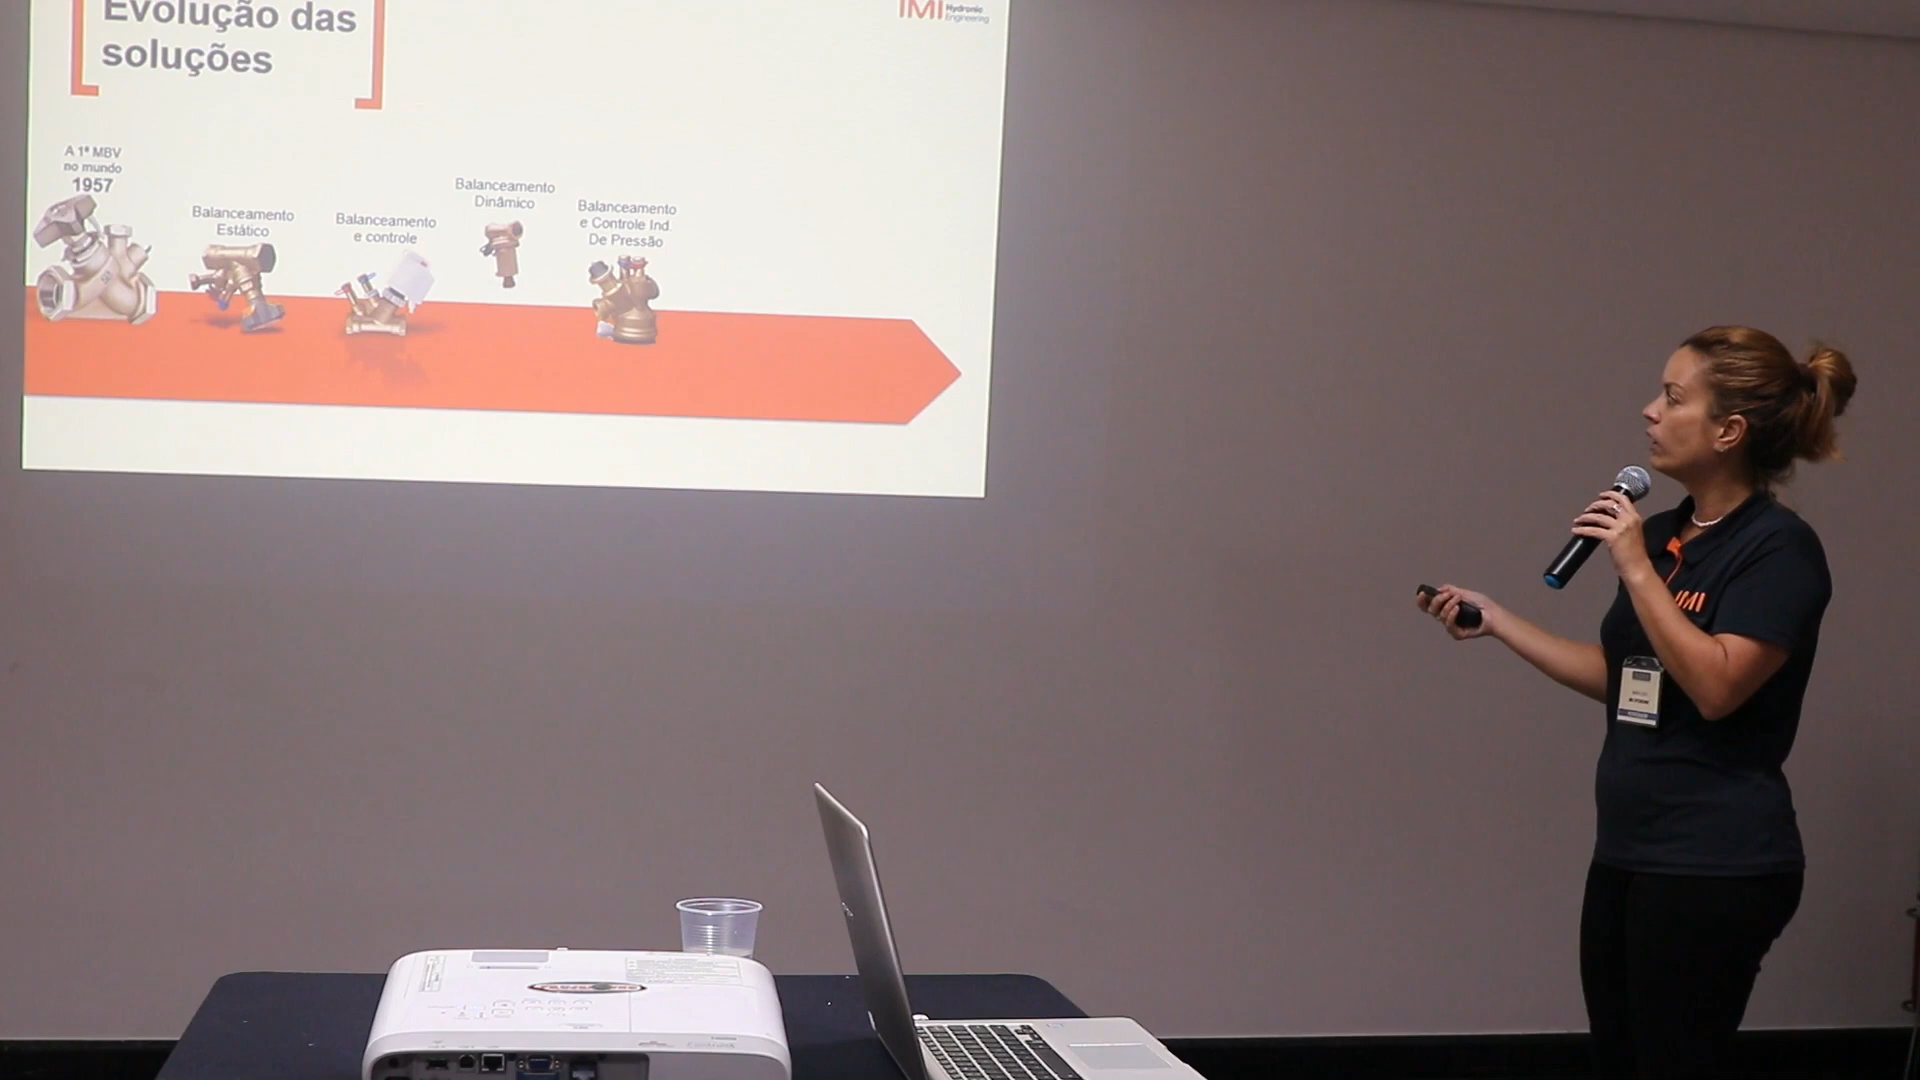 Evolução das
soluções
IMI Hydronic
Engineering
A 1ª MBV
no mundo
1957
Balanceamento
Estático
Balanceamento
e controle
Balanceamento
Dinâmico
Balanceamento
e Controle Ind.
De Pressão
IMI